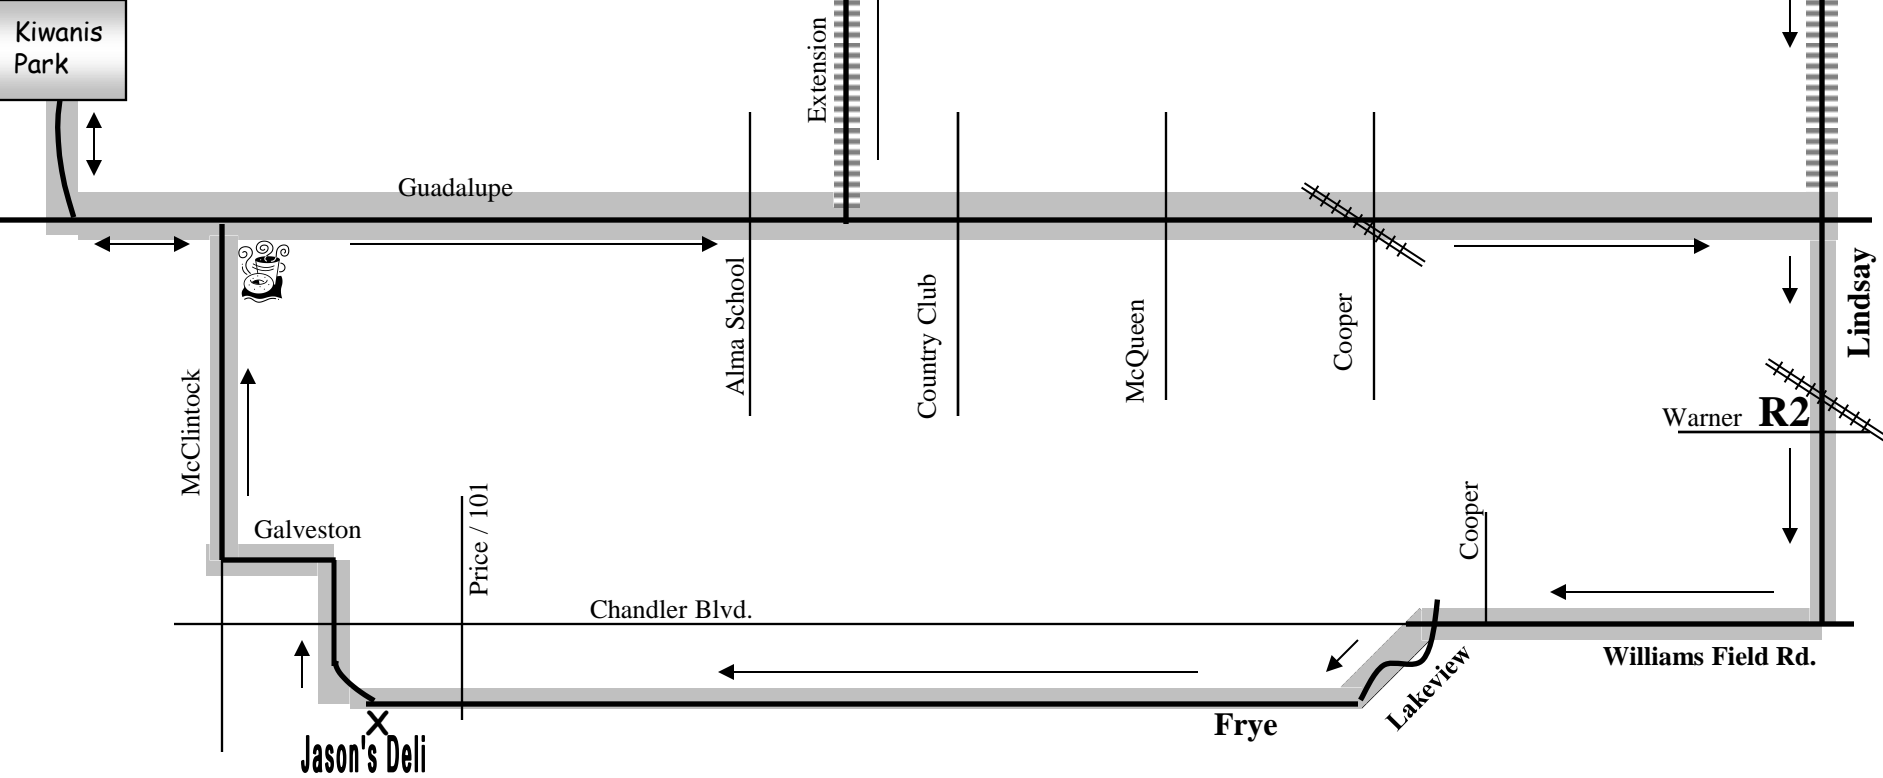 Kiwanis
Park
Extension
Guadalupe
Alma School
Country Club
McQueen
Cooper
Lindsay
McClintock
Warner R2
Galveston
Price / 101
Cooper
Chandler Blvd.
Williams Field Rd.
Lakeview
Frye
Jason's Deli